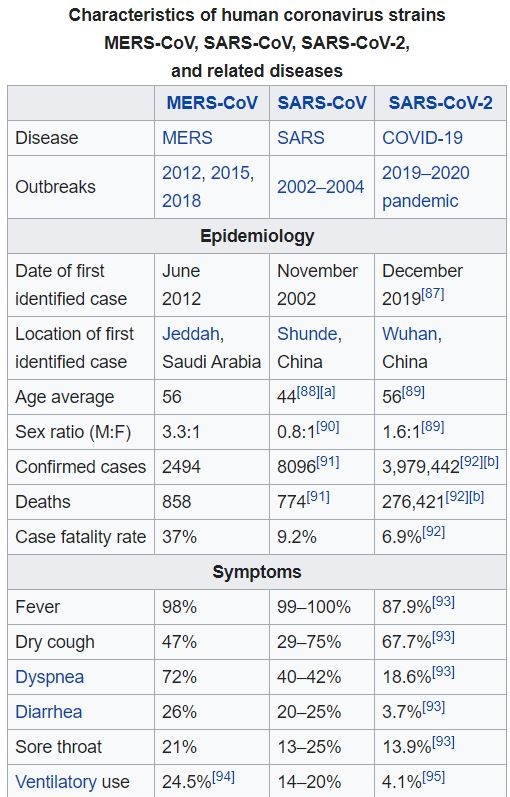 Characteristics of human coronavirus strains
MERS-CoV, SARS-CoV, SARS-CoV-2,
and related diseases
MERS-CoV SARS-CoV SARS-CoV-2
Disease MERS SARS COVID-19
Outbreaks 2012, 2015, 2018 2002–2004 2019–2020 pandemic
Epidemiology
Date of first identified case June 2012 November 2002 December 2019[87]
Location of first identified case Jeddah, Saudi Arabia Shunde, China Wuhan, China
Age average 56 44[88][a] 56[89]
Sex ratio (M:F) 3.3:1 0.8:1[90] 1.6:1[89]
Confirmed cases 2494 8096[91] 3,979,442[92][b]
Deaths 858 774[91] 276,421[92][b]
Case fatality rate 37% 9.2% 6.9%[92]
Symptoms
Fever 98% 99–100% 87.9%[93]
Dry cough 47% 29–75% 67.7%[93]
Dyspnea 72% 40–42% 18.6%[93]
Diarrhea 26% 20–25% 3.7%[93]
Sore throat 21% 13–25% 13.9%[93]
Ventilatory use 24.5%[94] 14–20% 4.1%[95]